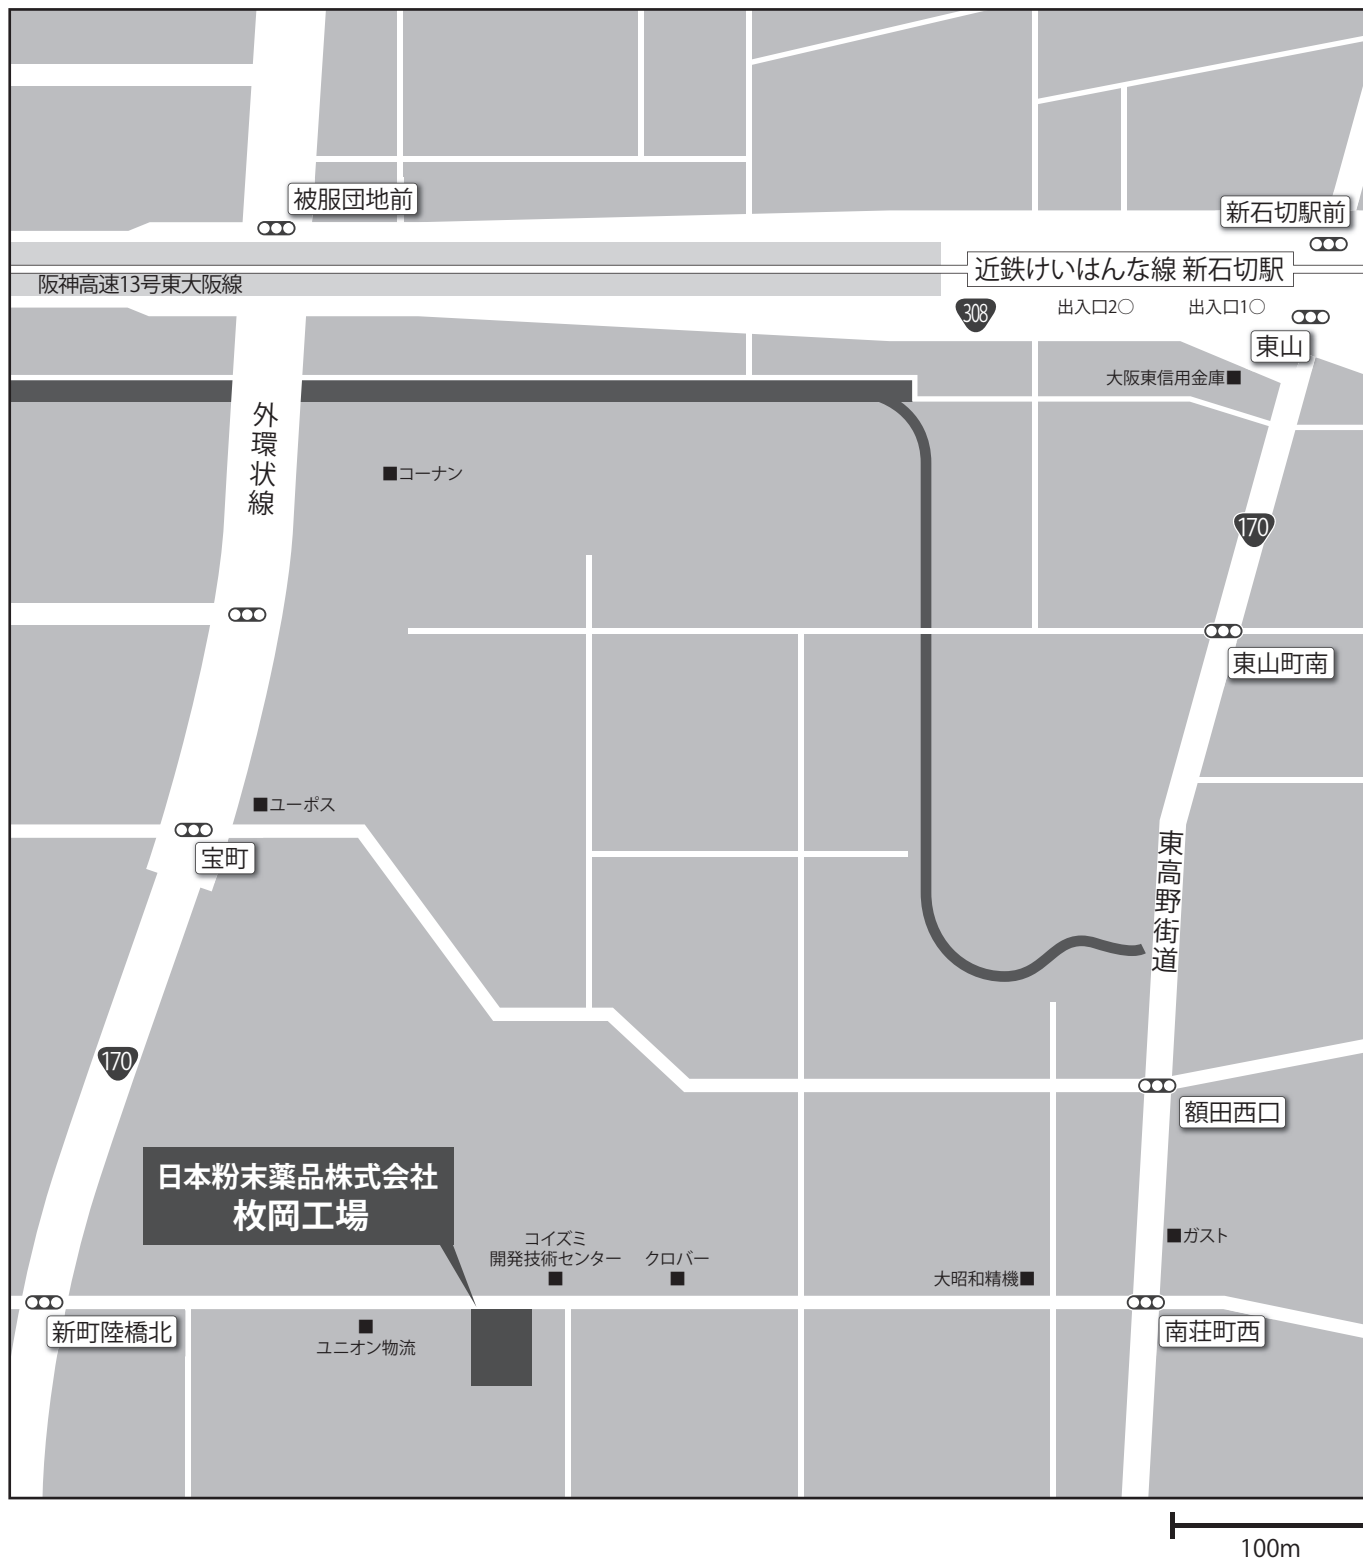 被服団地前
新石切駅前
近鉄けいはんな線 新石切駅
阪神高速13号東大阪線
308
出入口2○
出入口1○
東山
大阪東信用金庫■
外環状線
■コーナン
170
東山町南
■ユーポス
宝町
東高野街道
170
額田西口
日本粉末薬品株式会社
枚岡工場
コイズミ
開発技術センター
クロバー
■ガスト
大昭和精機■
新町陸橋北
ユニオン物流
南荘町西
100m